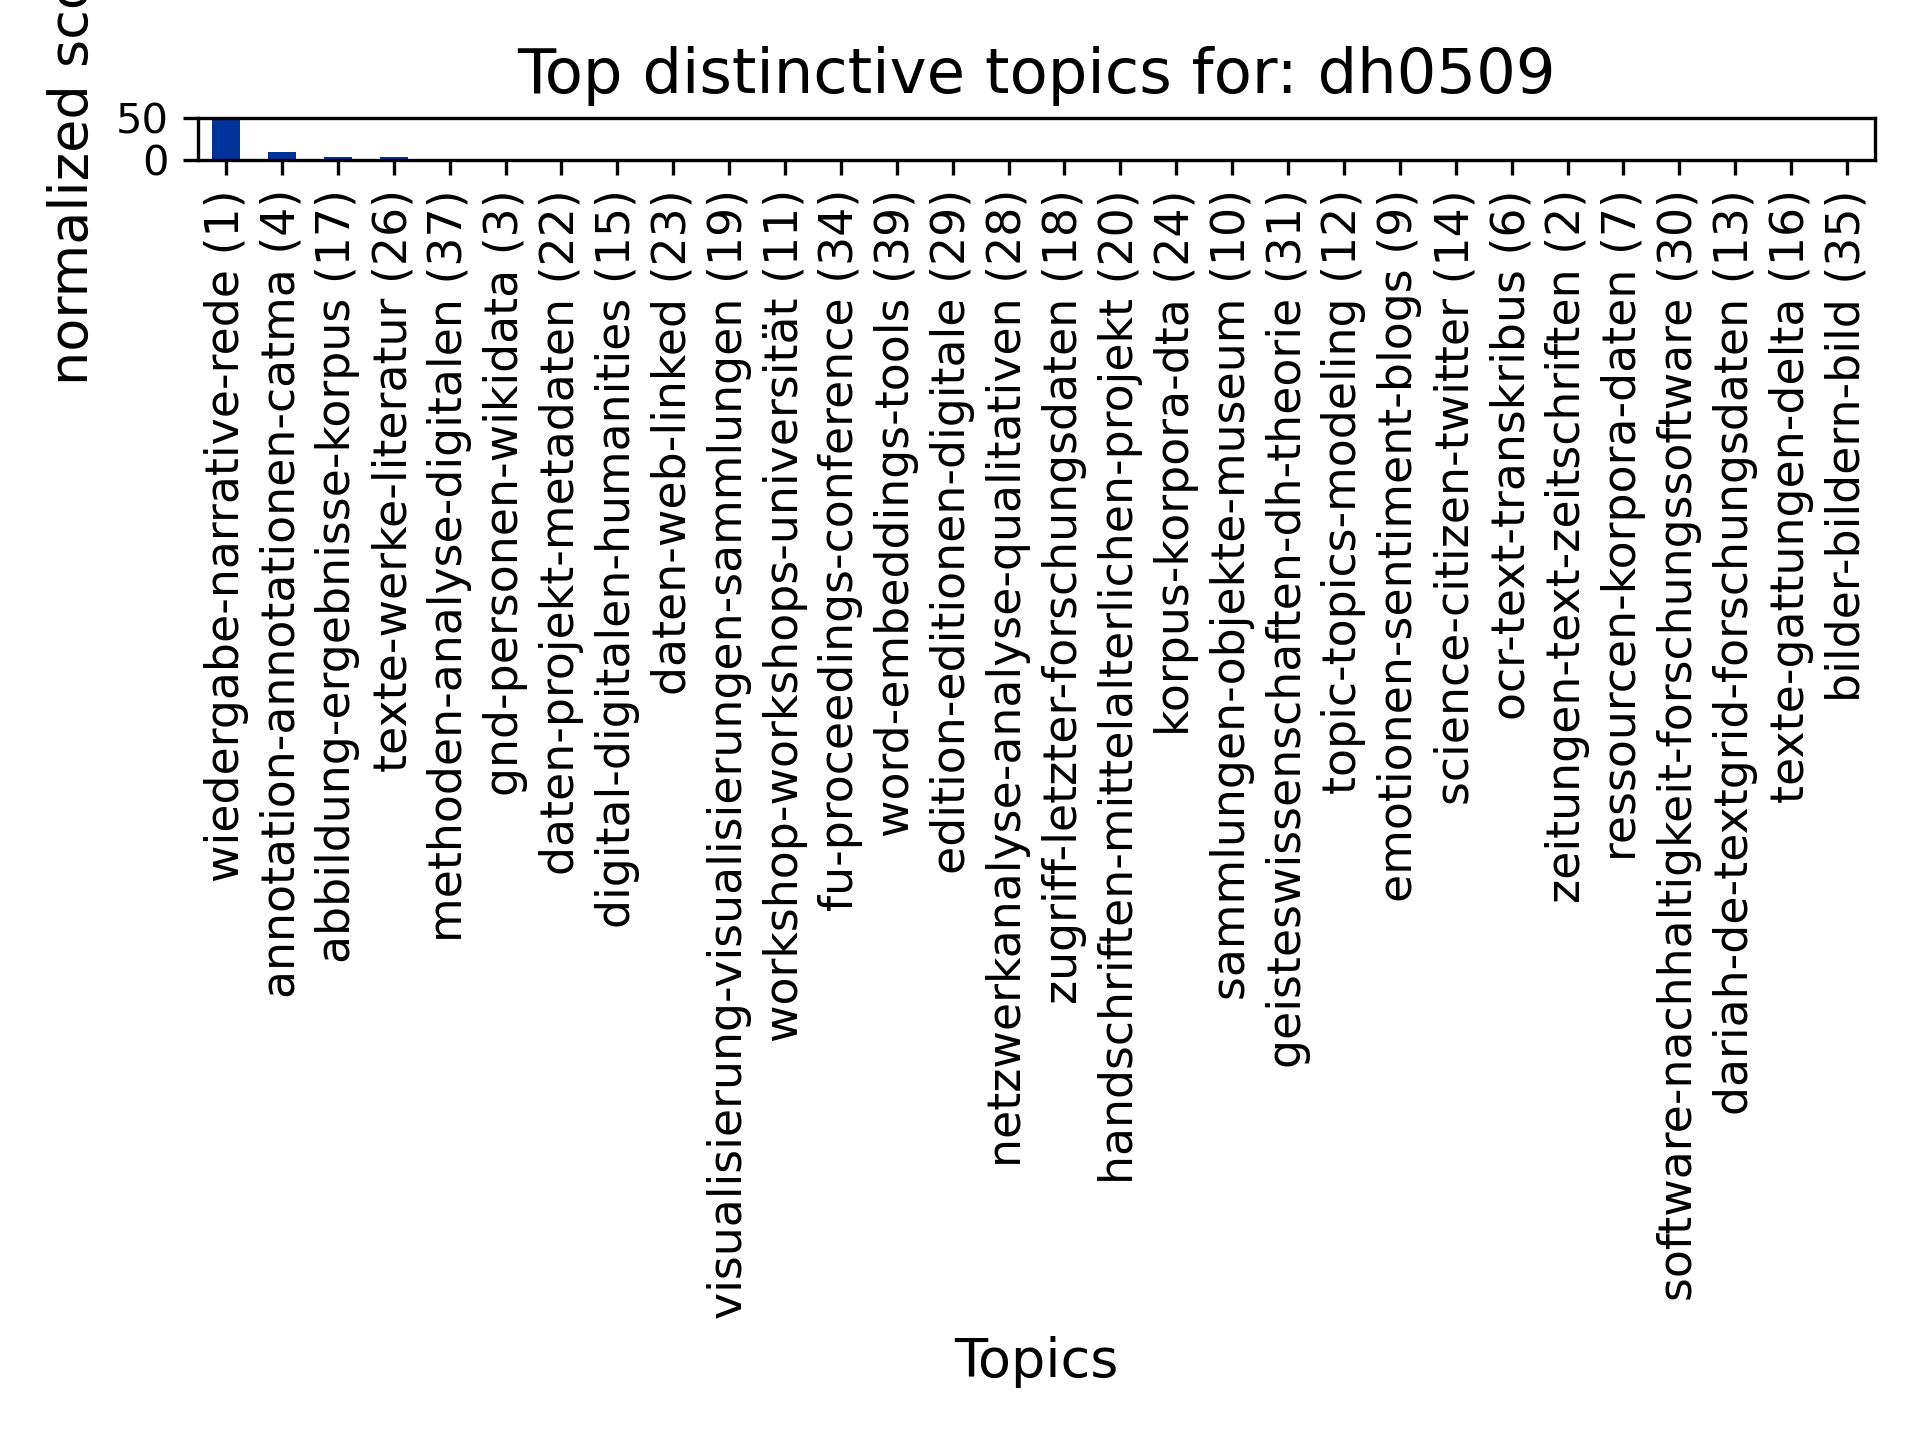 Top distinctive topics for: dh0509
normalized
50
0
wiedergabe-narrative-rede (1)
annotation-annotationen-catma (4)
abbildung-ergebnisse-korpus (17)
texte-werke-literatur (26)
methoden-analyse-digitalen (37)
gnd-personen-wikidata (3)
daten-projekt-metadaten (22)
digital-digitalen-humanities (15)
daten-web-linked (23)
visualisierung-visualisierungen-sammlungen (19)
workshop-workshops-universität (11)
fu-proceedings-conference (34)
word-embeddings-tools (39)
edition-editionen-digitale (29)
netzwerkanalyse-analyse-qualitativen (28)
zugriff-letzter-forschungsdaten (18)
handschriften-mittelalterlichen-projekt (20)
korpus-korpora-dta (24)
sammlungen-objekte-museum (10)
geisteswissenschaften-dh-theorie (31)
topic-topics-modeling (12)
emotionen-sentiment-blogs (9)
science-citizen-twitter (14)
ocr-text-transkribus (6)
zeitungen-text-zeitschriften (2)
ressourcen-korpora-daten (7)
software-nachhaltigkeit-forschungssoftware (30)
dariah-de-textgrid-forschungsdaten (13)
texte-gattungen-delta (16)
bilder-bildern-bild (35)
Topics